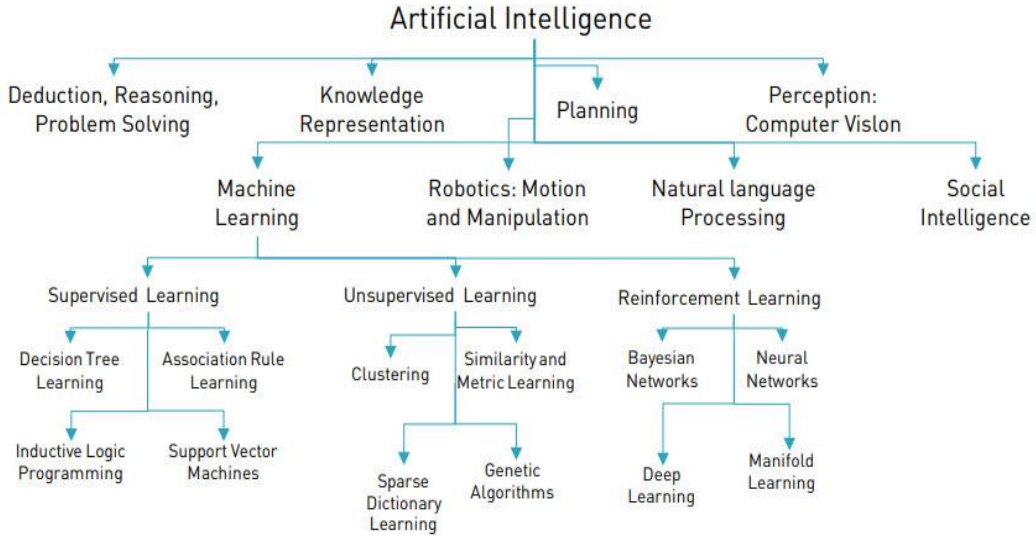 Artificial Intelligence
Deduction, Reasoning,
Problem Solving
Knowledge
Representation
Planning
Perception:
Computer Vislon
Machine
Learning
Robotics: Motion
and Manipulation
Natural language
Processing
Social
Intelligence
Supervised Learning
Unsupervised Learning
Reinforcement Learning
Decision Tree
Learning
Association Rule
Learning
Clustering
Similarity and
Metric Learning
Bayesian
Networks
Neural
Networks
Inductive Logic
Programming
Support Vector
Machines
Sparse
Dictionary
Learning
Genetic
Algorithms
Deep
Learning
Manifold
Learning